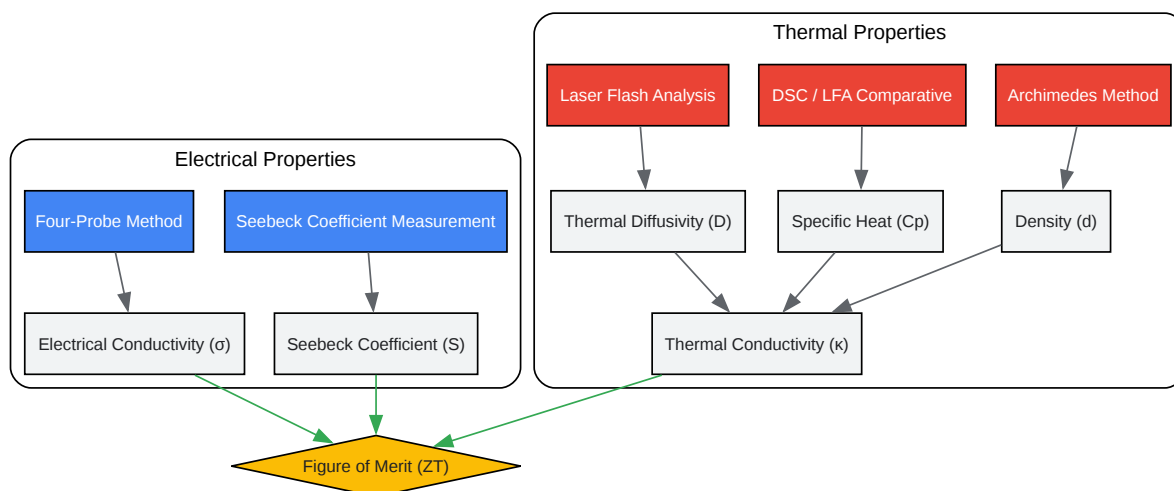 Thermal Properties
Laser Flash Analysis
DSC / LFA Comparative
Archimedes Method
Electrical Properties
Four-Probe Method
Seebeck Coefficient Measurement
Thermal Diffusivity (D)
Specific Heat (Cp)
Density (d)
Electrical Conductivity (σ)
Seebeck Coefficient (S)
Thermal Conductivity (κ)
Figure of Merit (ZT)